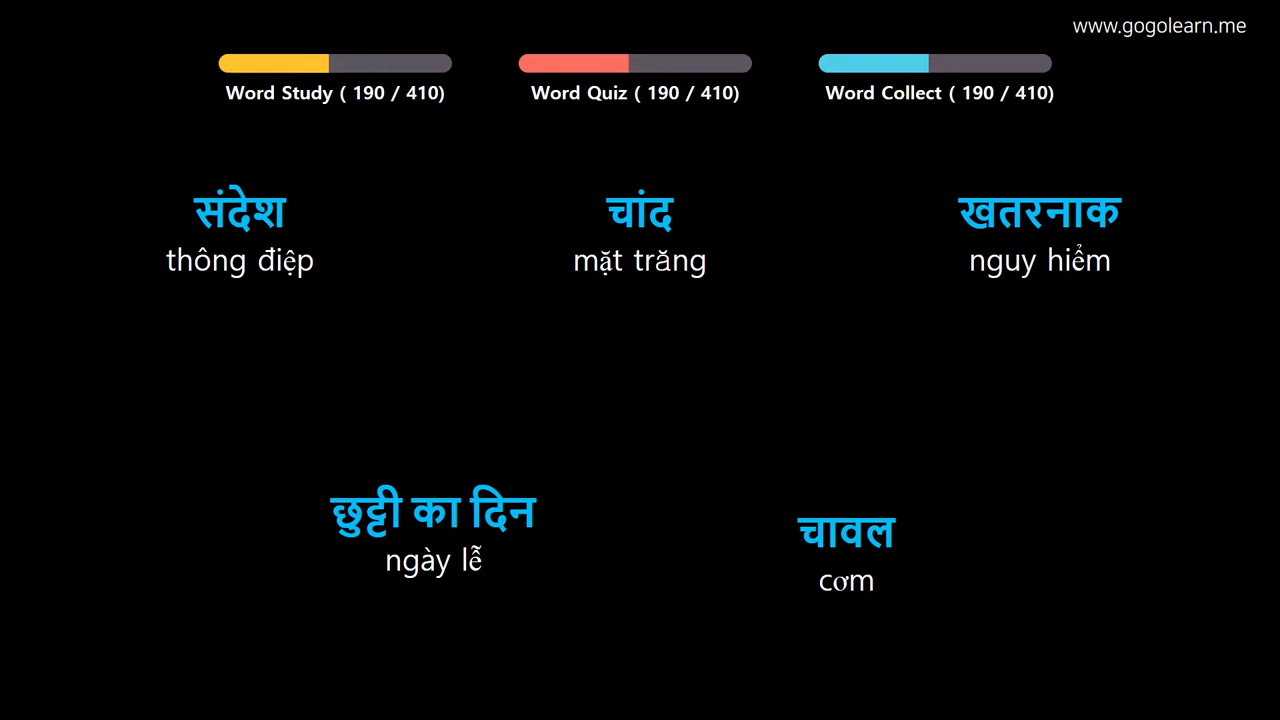 www.gogolearn.me
Word Study ( 190 / 410)
Word Quiz ( 190 / 410)
Word Collect ( 190 / 410)
संदेश
thông điệp
चांद
mặt trăng
खतरनाक
nguy hiểm
छुट्टी का दिन
ngày lễ
चावल
cơm